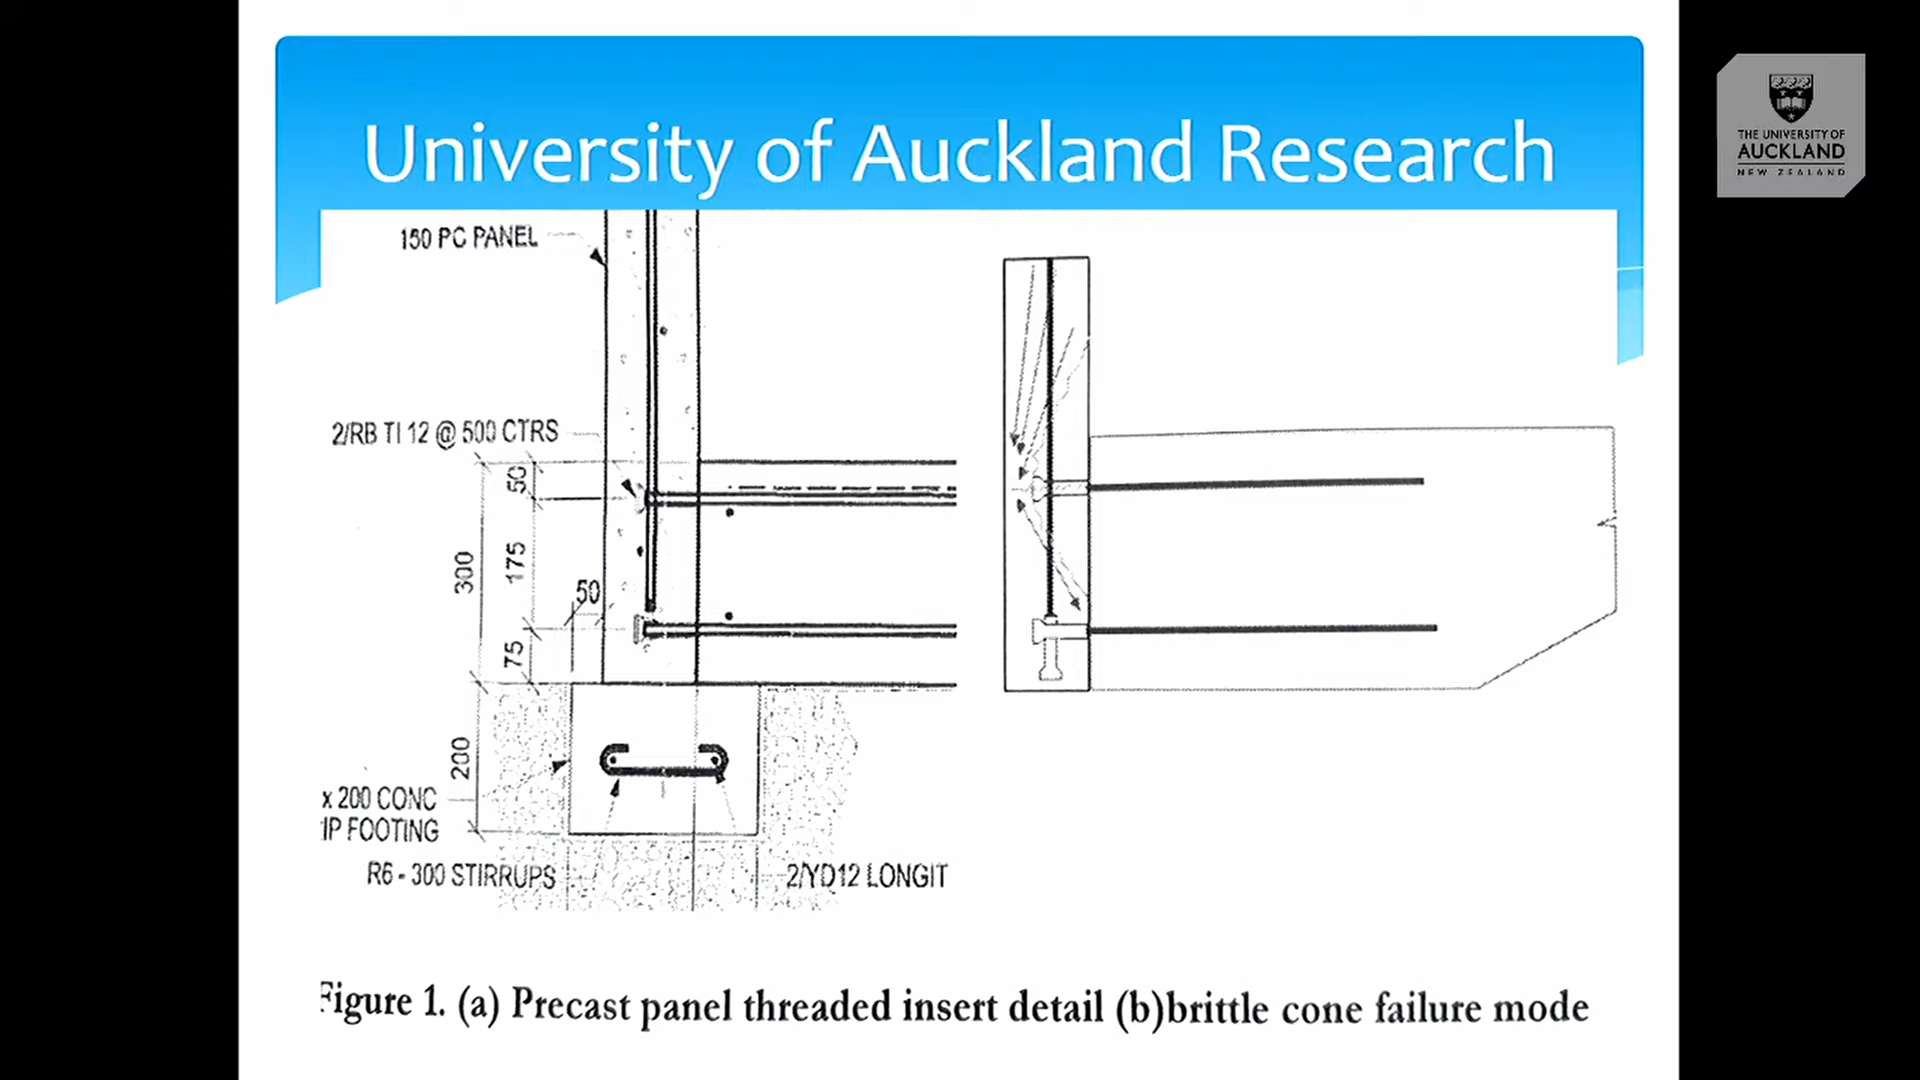 University of Auckland Research
THE UNIVERSITY OF
AUCKLAND
NEW ZEALAND
150 PC PANEL
2/RB TI 12 @ 500 CTRS
50
300
175
50
75
200
x 200 CONC
IP FOOTING
R6 - 300 STIRRUPS
2/YD12 LONGIT
Figure 1. (a) Precast panel threaded insert detail (b)brittle cone failure mode